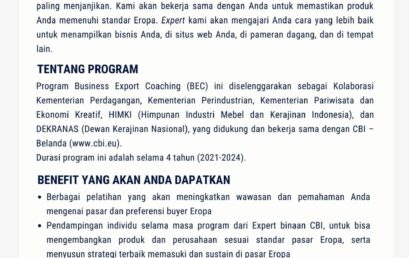 paling menjanjikan. Kami akan bekerja sama dengan Anda untuk memastikan produk
Anda memenuhi standar Eropa. Expert kami akan mengajari Anda cara yang lebih baik
untuk menampilkan bisnis Anda, di situs web Anda, di pameran dagang, dan di tempat
lain.
TENTANG PROGRAM
Program Business Export Coaching (BEC) ini diselenggarakan sebagai Kolaborasi
Kementerian Perdagangan, Kementerian Perindustrian, Kementerian Pariwisata dan
Ekonomi Kreatif, HIMKI (Himpunan Industri Mebel dan Kerajinan Indonesia), dan
DEKRANAS (Dewan Kerajinan Nasional), yang didukung dan bekerja sama dengan CBI –
Belanda (www.cbi.eu).
Durasi program ini adalah selama 4 tahun (2021-2024).
BENEFIT YANG AKAN ANDA DAPATKAN
• Berbagai pelatihan yang akan meningkatkan wawasan dan pemahaman Anda
mengenai pasar dan preferensi buyer Eropa
• Pendampingan individu selama masa program dari Expert binaan CBI, untuk bisa
mengembangkan produk dan perusahaan sesuai standar pasar Eropa, serta
menyusun strategi terbaik memasuki dan sustain di pasar Eropa